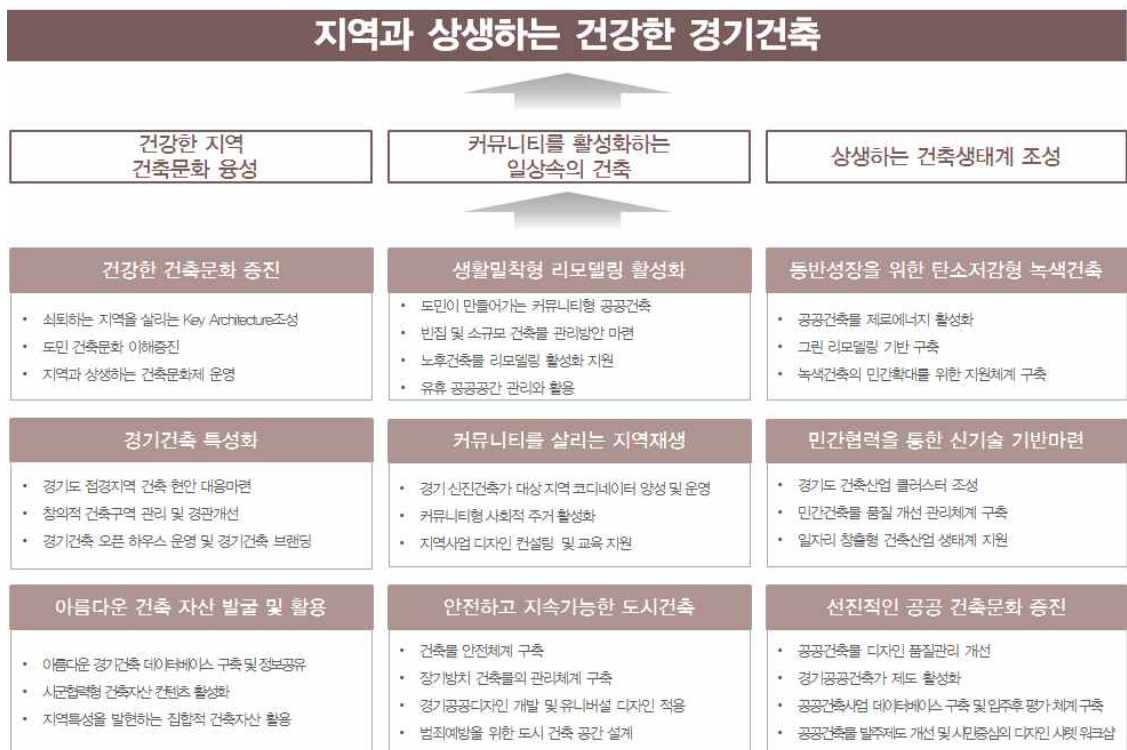 지역과 상생하는 건강한 경기건축
건강한 지역
건축문화 융성
커뮤니티를 활성화하는
일상속의 건축
상생하는 건축생태계 조성
건강한 건축문화 증진
• 쇠퇴하는 지역을 살리는 Key Architecture조성
• 도민 건축문화 이해증진
• 지역과 상생하는 건축문화제 운영
생활밀착형 리모델링 활성화
• 도민이 만들어가는 커뮤니티형 공공건축
• 빈집 및 소규모 건축물 관리방안 마련
• 노후건축물 리모델링 활성화 지원
• 유휴 공공공간 관리와 활용
동반성장을 위한 탄소저감형 녹색건축
• 공공건축물 제로에너지 활성화
• 그린 리모델링 기반 구축
• 녹색건축의 민간확대를 위한 지원체계 구축
경기건축 특성화
• 경기도 접경지역 건축 현안 대응마련
• 창의적 건축구역 관리 및 경관개선
• 경기건축 오픈 하우스 운영 및 경기건축 브랜딩
커뮤니티를 살리는 지역재생
• 경기 신진건축가 대상 지역 코디네이터 양성 및 운영
• 커뮤니티형 사회적 주거 활성화
• 지역사업 디자인 컨설팅 및 교육 지원
민간협력을 통한 신기술 기반마련
• 경기도 건축산업 클러스터 조성
• 민간건축물 품질 개선 관리체계 구축
• 일자리 창출형 건축산업 생태계 지원
아름다운 건축 자산 발굴 및 활용
• 아름다운 경기건축 데이터베이스 구축 및 정보공유
• 시군협력형 건축자산 컨텐츠 활성화
• 지역특성을 발현하는 집합적 건축자산 활용
안전하고 지속가능한 도시건축
• 건축물 안전체계 구축
• 장기방치 건축물의 관리체계 구축
• 경기공공디자인 개발 및 유니버설 디자인 적용
• 범죄예방을 위한 도시 건축 공간 설계
선진적인 공공 건축문화 증진
• 공공건축물 디자인 품질관리 개선
• 경기공공건축가 제도 활성화
• 공공건축사업 데이터베이스 구축 및 입주후 평가 체계 구축
• 공공건축물 발주제도 개선 및 시민중심의 디자인 샤렛 워크샵